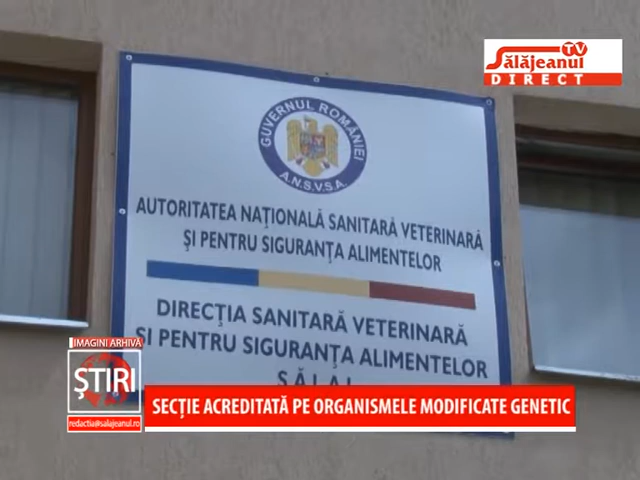 Sălăjeanul TV
DIRECT
GUVERNUL ROMÂNIEI
A.N.S.V.S.A.
AUTORITATEA NAȚIONALĂ SANITARĂ VETERINARĂ
ȘI PENTRU SIGURANȚA ALIMENTELOR
DIRECȚIA SANITARĂ VETERINARĂ
ȘI PENTRU SIGURANȚA ALIMENTELOR
SĂLAJ
IMAGINI ARHIVĂ
ȘTIRI
redactia@salajeanul.ro
SECȚIE ACREDITATĂ PE ORGANISMELE MODIFICATE GENETIC